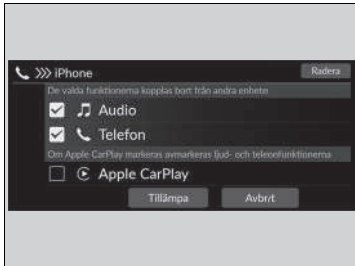 iPhone
Radera
De valda funktionerna kopplas bort från andra enheter
Audio
Telefon
Om Apple CarPlay markeras avmarkeras ljud- och telefonfunktionerna
Apple CarPlay
Tillämpa
Avbr/t